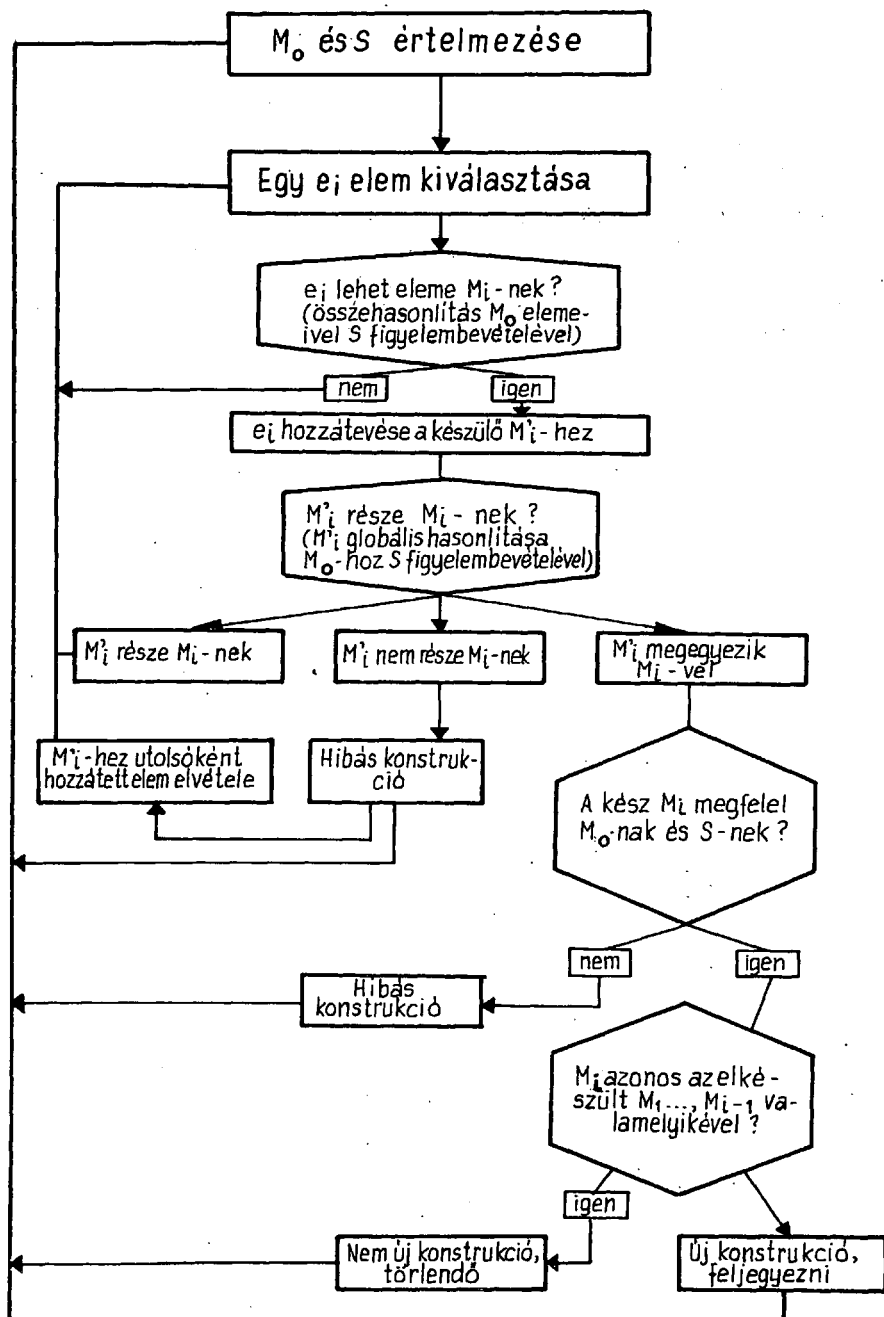 M₀ és S értelmezése
Egy eᵢ elem kiválasztása
eᵢ lehet eleme Mᵢ-nek?
(összehasonlítás M₀ eleme-
ivel S figyelembevételével)
nem
igen
eᵢ hozzátevése a készülő M'ᵢ-hez
M'ᵢ része Mᵢ-nek?
(M'ᵢ globális hasonlítása
M₀-hoz S figyelembevételével)
M'ᵢ része Mᵢ-nek
M'ᵢ nem része Mᵢ-nek
M'ᵢ megegyezik
Mᵢ-vel
M'ᵢ-hez utolsóként
hozzátett elem elvétele
Hibás konstruk-
ció
A kész Mᵢ megfelel
M₀-nak és S-nek?
nem
igen
Hibás
konstrukció
Mᵢ azonos az elké-
szült M₁..., Mᵢ₋₁ va-
lamelyikével?
igen
Nem új konstrukció,
törlendő
Új konstrukció,
feljegyezni